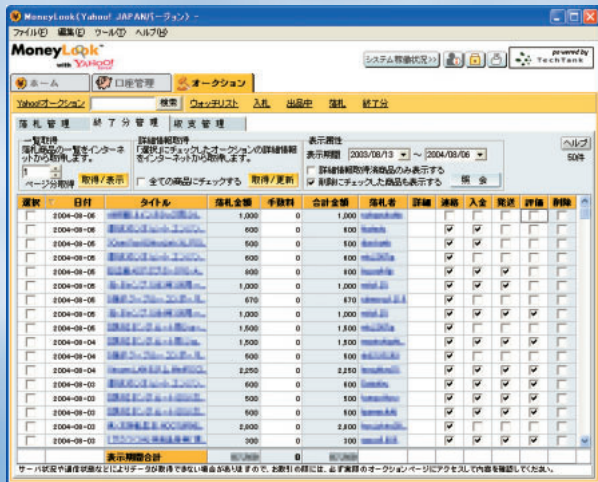 MoneyLook(Yahoo! JAPANバージョン) -
ファイル(F) 編集(E) ツール(T) ヘルプ(H)
MoneyLook
with YAHOO!
システム稼働状況>>
powered by
TechTank
ホーム 口座管理 オークション
Yahoo!オークション 検索 ウォッチリスト 入札 出品中 落札 終了分
落札管理 終了分管理 収支管理
一覧取得
落札商品の一覧をインターネットから取得します。
1 ページ分取得 取得/表示
詳細情報取得
「選択」にチェックしたオークションの詳細情報をインターネットから取得します。
全ての商品にチェックする 取得/更新
表示属性
表示期間 2003/08/13 ~ 2004/08/06
詳細情報取得済商品のみ表示する
削除にチェックした商品も表示する 照会
ヘルプ
50件
選択 日付 タイトル 落札金額 手数料 合計金額 落札者 詳細 連絡 入金 発送 評価 削除
2004-08-06 1,000 0 1,000
2004-08-05 600 0 600
2004-08-05 500 0 500
2004-08-05 600 0 600
2004-08-05 800 0 800
2004-08-05 1,000 0 1,000
2004-08-05 670 0 670
2004-08-05 1,000 0 1,000
2004-08-04 1,500 0 1,500
2004-08-04 1,500 0 1,500
2004-08-04 500 0 500
2004-08-04 2,250 0 2,250
2004-08-03 600 0 600
2004-08-03 500 0 500
2004-08-03 500 0 500
2004-08-03 2,800 0 2,800
2004-08-03 300 0 300
表示期間合計 0
サーバ状況や通信状態などによりデータが取得できない場合がありますので、お取引の際には、必ず実際のオークションページにアクセスして内容を確認してください。